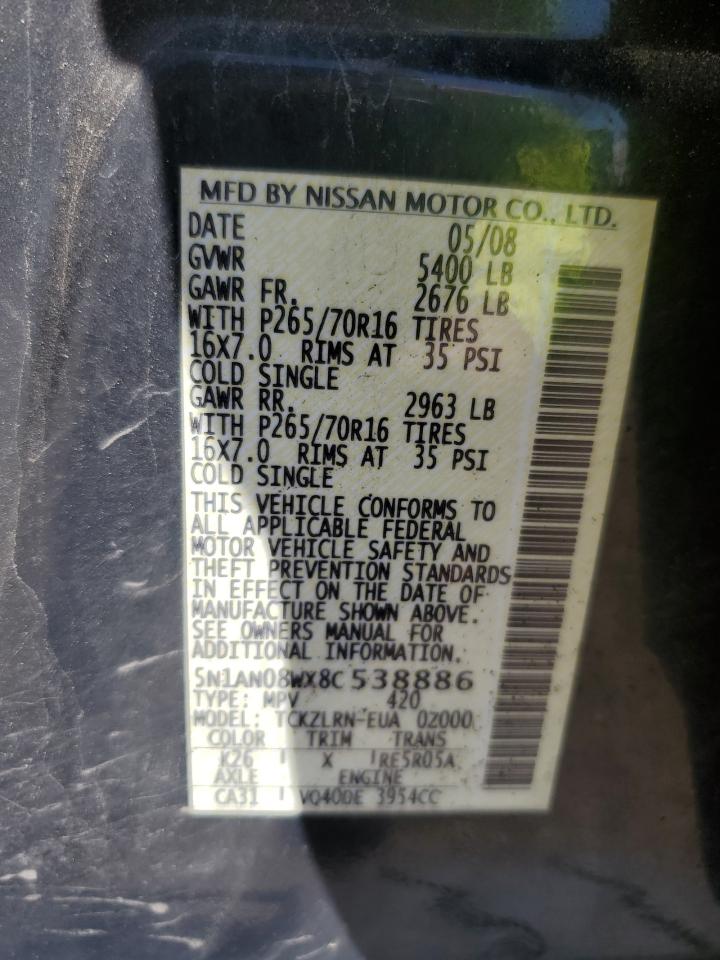 MFD BY NISSAN MOTOR CO., LTD.
DATE 05/08
GVWR 5400 LB
GAWR FR. 2676 LB
WITH P265/70R16 TIRES
16X7.0 RIMS AT 35 PSI
COLD SINGLE
GAWR RR. 2963 LB
WITH P265/70R16 TIRES
16X7.0 RIMS AT 35 PSI
COLD SINGLE
THIS VEHICLE CONFORMS TO
ALL APPLICABLE FEDERAL
MOTOR VEHICLE SAFETY AND
THEFT PREVENTION STANDARDS
IN EFFECT ON THE DATE OF
MANUFACTURE SHOWN ABOVE.
SEE OWNERS MANUAL FOR
ADDITIONAL INFORMATION.
5N1AN08WX8C538886
TYPE: MPV 420
MODEL: TCKZLRN-EUA 0Z000
COLOR TRIM TRANS
K26 X RE5R05A
AXLE ENGINE
CA31 VQ40DE 3954CC